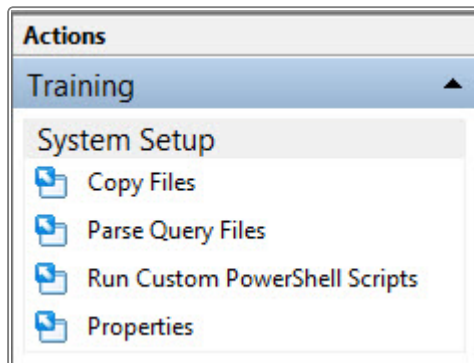 Actions
Training
System Setup
Copy Files
Parse Query Files
Run Custom PowerShell Scripts
Properties